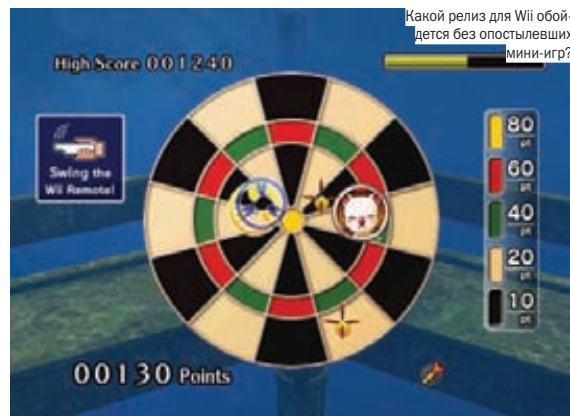 Какой релиз для Wii обой-
дется без опостылевших
мини-игр?
High Score 001240
Swing the
Wii Remote!
80
pt
60
pt
40
pt
20
pt
10
pt
00130 Points